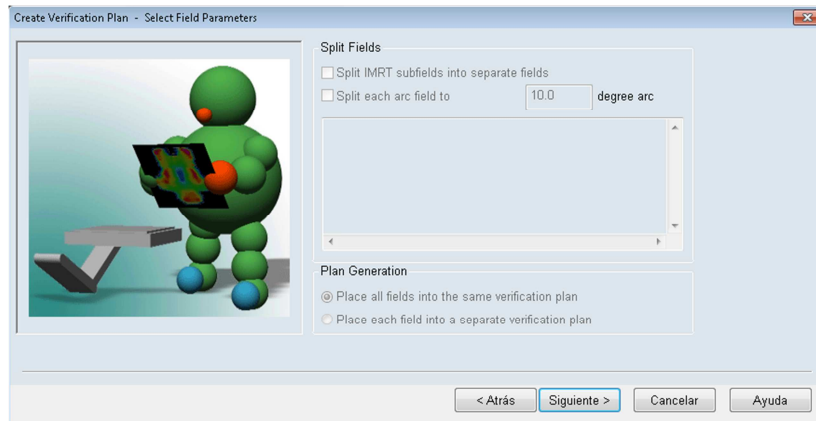 Create Verification Plan - Select Field Parameters
Split Fields
Split IMRT subfields into separate fields
Split each arc field to 10.0 degree arc
Plan Generation
Place all fields into the same verification plan
Place each field into a separate verification plan
< Atrás Siguiente > Cancelar Ayuda